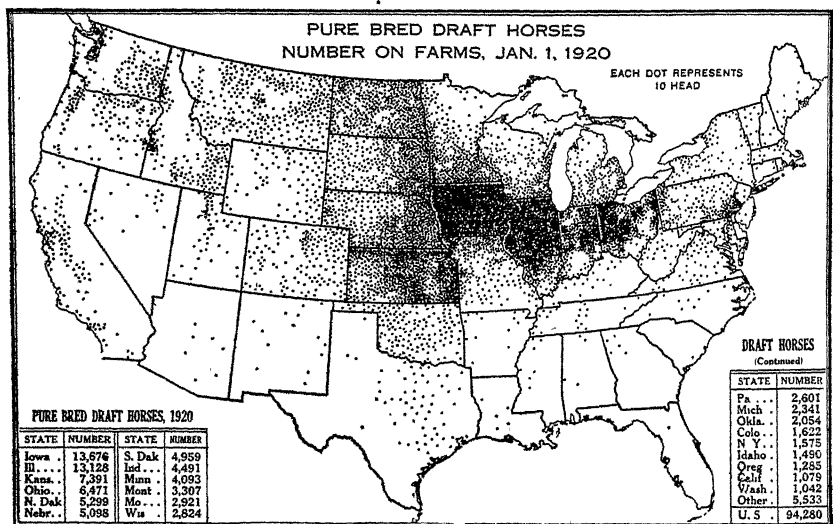 PURE BRED DRAFT HORSES
NUMBER ON FARMS, JAN. 1, 1920
EACH DOT REPRESENTS
10 HEAD
PURE BRED DRAFT HORSES, 1920
STATE NUMBER STATE NUMBER
Iowa . 13,676 S. Dak 4,959
Ill.... 13,128 Ind... 4,491
Kans.. 7,391 Minn . 4,093
Ohio.. 6,471 Mont . 3,307
N. Dak 5,299 Mo... 2,921
Nebr.. 5,098 Wis 2,824
DRAFT HORSES
(Continued)
STATE NUMBER
Pa ... 2,601
Mich . 2,341
Okla. . 2,054
Colo.. 1,622
N Y.. 1,575
Idaho . 1,490
Oreg . 1,285
Calif . 1,079
Wash . 1,042
Other . 5,533
U. S 94,280